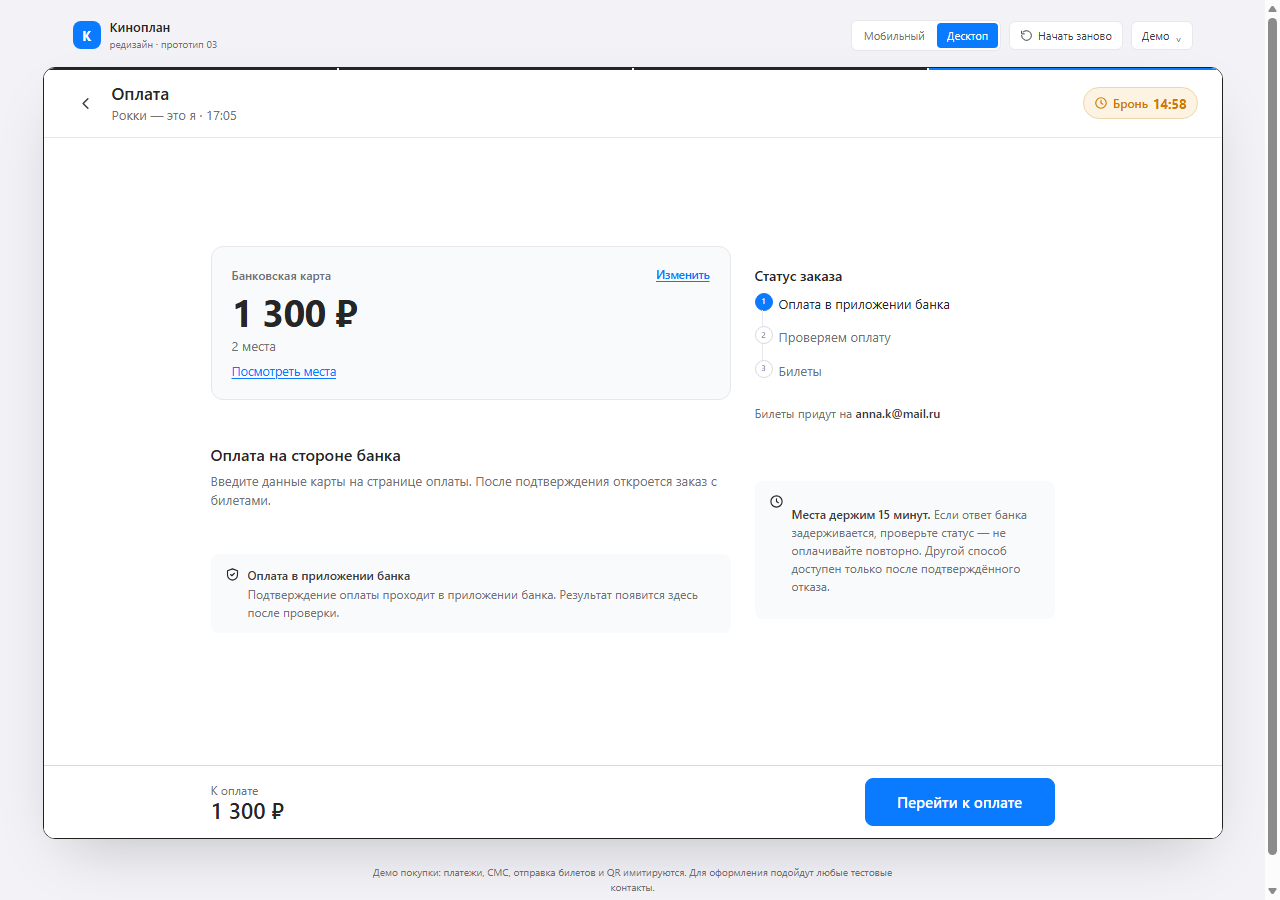 К
Киноплан
редизайн · прототип 03
Мобильный
Десктоп
Начать заново
Демо
Оплата
Рокки — это я · 17:05
Бронь 14:58
Банковская карта
Изменить
1 300 ₽
2 места
Посмотреть места
Оплата на стороне банка
Введите данные карты на странице оплаты. После подтверждения откроется заказ с
билетами.
Оплата в приложении банка
Подтверждение оплаты проходит в приложении банка. Результат появится здесь
после проверки.
Статус заказа
1 Оплата в приложении банка
2 Проверяем оплату
3 Билеты
Билеты придут на anna.k@mail.ru
Места держим 15 минут. Если ответ банка
задерживается, проверьте статус — не
оплачивайте повторно. Другой способ
доступен только после подтверждённого
отказа.
К оплате
1 300 ₽
Перейти к оплате
Демо покупки: платежи, СМС, отправка билетов и QR имитируются. Для оформления подойдут любые тестовые
контакты.